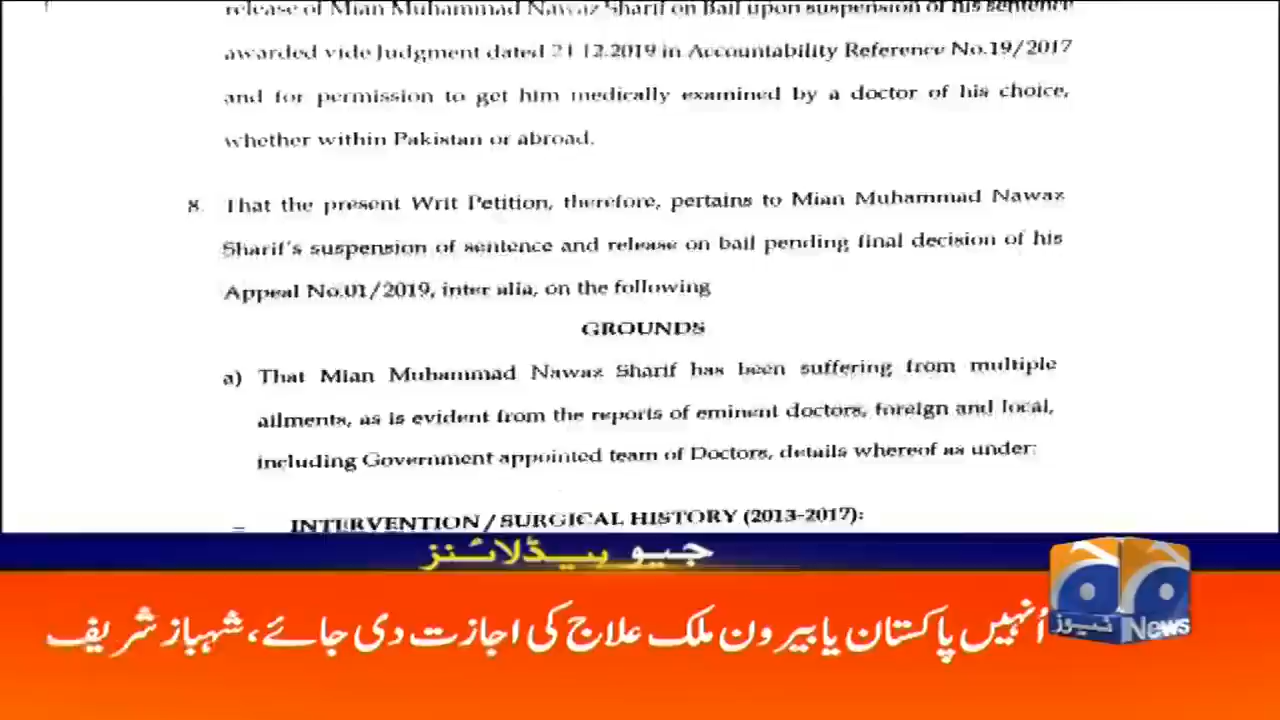 release of Mian Muhammad Nawaz Sharif on Bail upon suspension of his sentence
awarded vide Judgment dated 21 12.2019 in Accountability Reference No.19/2017
and for permission to get him medically examined by a doctor of his choice,
whether within Pakistan or abroad.
8. That the present Writ Petition, therefore, pertains to Mian Muhammad Nawaz
Sharif's suspension of sentence and release on bail pending final decision of his
Appeal No.01/2019, inter alia, on the following
GROUNDS
a) That Mian Muhammad Nawaz Sharif has been suffering from multiple
ailments, as is evident from the reports of eminent doctors, foreign and local,
including Government appointed team of Doctors, details whereof as under:
– INTERVENTION/SURGICAL HISTORY (2013-2017):
جیو ہیڈلائنز
اُنہیں پاکستان یا بیرون ملک علاج کی اجازت دی جائے، شہباز شریف
جیو نیوز
News